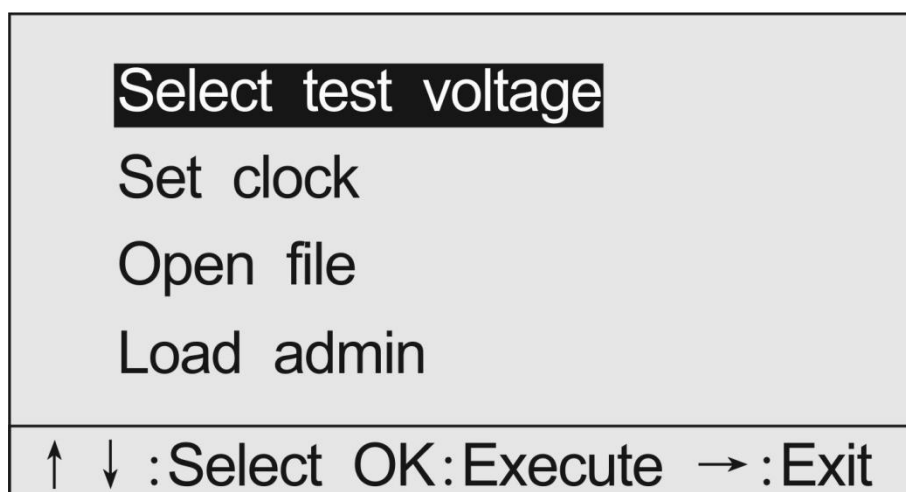 Select test voltage
Set clock
Open file
Load admin
↑ ↓ :Select OK:Execute → :Exit